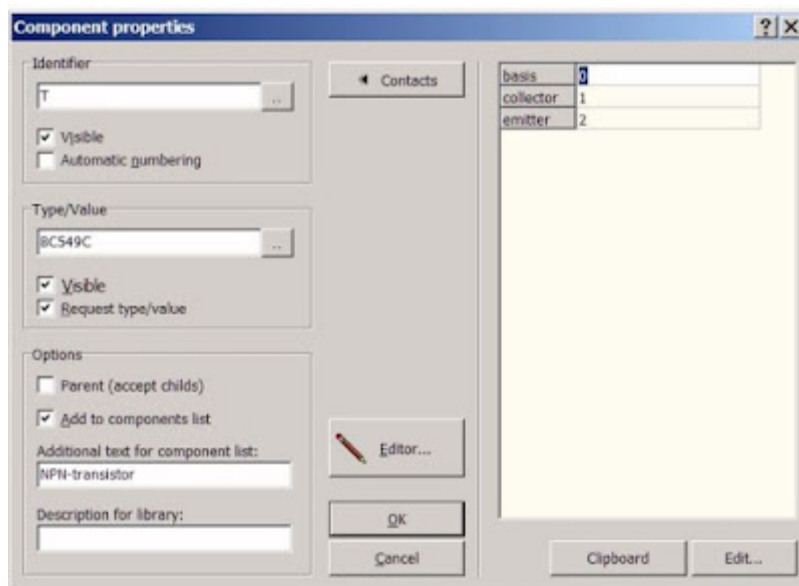 Component properties
Identifier
T
..
Visible
Automatic numbering
Type/Value
BC549C
..
Visible
Request type/value
Options
Parent (accept childs)
Add to components list
Additional text for component list:
NPN-transistor
Description for library:
Contacts
Editor...
OK
Cancel
basis 0
collector 1
emitter 2
Clipboard
Edit...